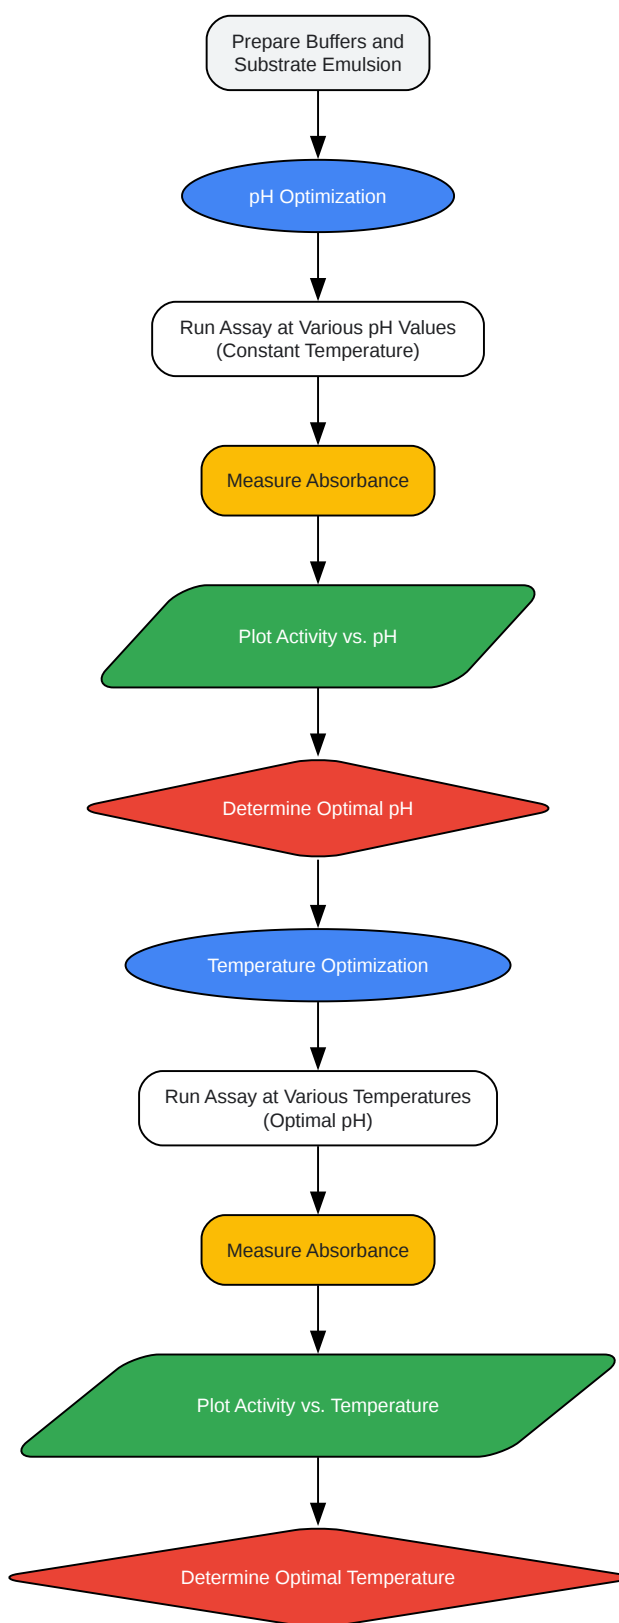 Prepare Buffers and
Substrate Emulsion
pH Optimization
Run Assay at Various pH Values
(Constant Temperature)
Measure Absorbance
Plot Activity vs. pH
Determine Optimal pH
Temperature Optimization
Run Assay at Various Temperatures
(Optimal pH)
Measure Absorbance
Plot Activity vs. Temperature
Determine Optimal Temperature